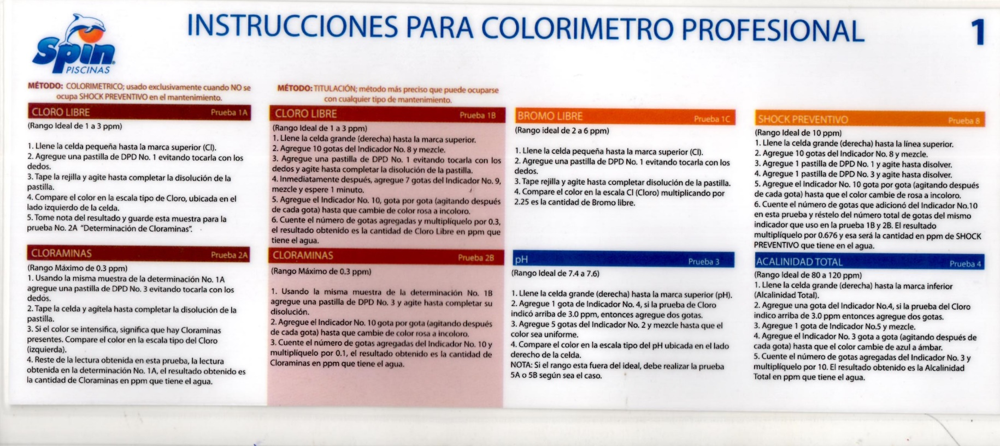 Spin
PISCINAS
INSTRUCCIONES PARA COLORIMETRO PROFESIONAL
1
MÉTODO: COLORIMETRICO; usado exclusivamente cuando NO se
ocupa SHOCK PREVENTIVO en el mantenimiento.
CLORO LIBRE Prueba 1A
(Rango Ideal de 1 a 3 ppm)
1. Llene la celda pequeña hasta la marca superior (Cl).
2. Agregue una pastilla de DPD No. 1 evitando tocarla con los
dedos.
3. Tape la rejilla y agite hasta completar la disolución de la
pastilla.
4. Compare el color en la escala tipo de Cloro, ubicada en el
lado izquierdo de la celda.
5. Tome nota del resultado y guarde esta muestra para la
prueba No. 2A "Determinación de Cloraminas".
CLORAMINAS Prueba 2A
(Rango Máximo de 0.3 ppm)
1. Usando la misma muestra de la determinación No. 1A
agregue una pastilla de DPD No. 3 evitando tocarla con los
dedos.
2. Tape la celda y agítela hasta completar la disolución de la
pastilla.
3. Si el color se intensifica, significa que hay Cloraminas
presentes. Compare el color en la escala tipo del Cloro
(izquierda).
4. Reste de la lectura obtenida en esta prueba, la lectura
obtenida en la determinación No. 1A, el resultado obtenido es
la cantidad de Cloraminas en ppm que tiene el agua.
MÉTODO: TITULACIÓN; método más preciso que puede ocuparse
con cualquier tipo de mantenimiento.
CLORO LIBRE Prueba 1B
(Rango Ideal de 1 a 3 ppm)
1. Llene la celda grande (derecha) hasta la marca superior.
2. Agregue 10 gotas del Indicador No. 8 y mezcle.
3. Agregue una pastilla de DPD No. 1 evitando tocarla con los
dedos y agite hasta completar la disolución de la pastilla.
4. Inmediatamente después, agregue 7 gotas del Indicador No. 9,
mezcle y espere 1 minuto.
5. Agregue el Indicador No. 10, gota por gota (agitando después
de cada gota) hasta que cambie de color rosa a incoloro.
6. Cuente el número de gotas agregadas y multiplíquelo por 0.3,
el resultado obtenido es la cantidad de Cloro Libre en ppm que
tiene el agua.
CLORAMINAS Prueba 2B
(Rango Máximo de 0.3 ppm)
1. Usando la misma muestra de la determinación No. 1B
agregue una pastilla de DPD No. 3 y agite hasta completar su
disolución.
2. Agregue el Indicador No. 10 gota por gota (agitando después
de cada gota) hasta que cambie de color rosa a incoloro.
3. Cuente el número de gotas agregadas del Indicador No. 10 y
multiplíquelo por 0.1, el resultado obtenido es la cantidad de
Cloraminas en ppm que tiene el agua.
BROMO LIBRE Prueba 1C
(Rango ideal de 2 a 6 ppm)
1. Llene la celda pequeña hasta la marca superior (Cl).
2. Agregue una pastilla de DPD No. 1 evitando tocarla con los
dedos.
3. Tape rejilla y agite hasta completar disolución de la pastilla.
4. Compare el color en la escala Cl (Cloro) multiplicando por
2.25 es la cantidad de Bromo libre.
pH Prueba 3
(Rango Ideal de 7.4 a 7.6)
1. Llene la celda grande (derecha) hasta la marca superior (pH).
2. Agregue 1 gota de Indicador No. 4, si la prueba de Cloro
indicó arriba de 3.0 ppm, entonces agregue dos gotas.
3. Agregue 5 gotas del Indicador No. 2 y mezcle hasta que el
color sea uniforme.
4. Compare el color en la escala tipo del pH ubicada en el lado
derecho de la celda.
NOTA: Si el rango esta fuera del ideal, debe realizar la prueba
5A o 5B según sea el caso.
SHOCK PREVENTIVO Prueba 8
(Rango Ideal de 10 ppm)
1. Llene la celda grande (derecha) hasta la línea superior.
2. Agregue 10 gotas del Indicador No. 8 y mezcle.
3. Agregue 1 pastilla de DPD No. 1 y agite hasta disolver.
4. Agregue 1 pastilla de DPD No. 3 y agite hasta disolver.
5. Agregue el Indicador No. 10 gota por gota (agitando después
de cada gota) hasta que el color cambie de rosa a incoloro.
6. Cuente el número de gotas que adicionó del Indicador No.10
en esta prueba y réstelo del número total de gotas del mismo
indicador que uso en la prueba 1B y 2B. El resultado
multiplíquelo por 0.676 y esa será la cantidad en ppm de SHOCK
PREVENTIVO que tiene en el agua.
ACALINIDAD TOTAL Prueba 4
(Rango Ideal de 80 a 120 ppm)
1. Llene la celda grande (derecha) hasta la marca inferior
(Alcalinidad Total).
2. Agregue una gota del Indicador No.4, si la prueba del Cloro
indico arriba de 3.0 ppm entonces agregue dos gotas.
3. Agregue 1 gota de Indicador No.5 y mezcle.
4. Agregue el Indicador No. 3 gota a gota (agitando después de
cada gota) hasta que el color cambie de azul a ámbar.
5. Cuente el número de gotas agregadas del Indicador No. 3 y
multiplíquelo por 10. El resultado obtenido es la Alcalinidad
Total en ppm que tiene el agua.